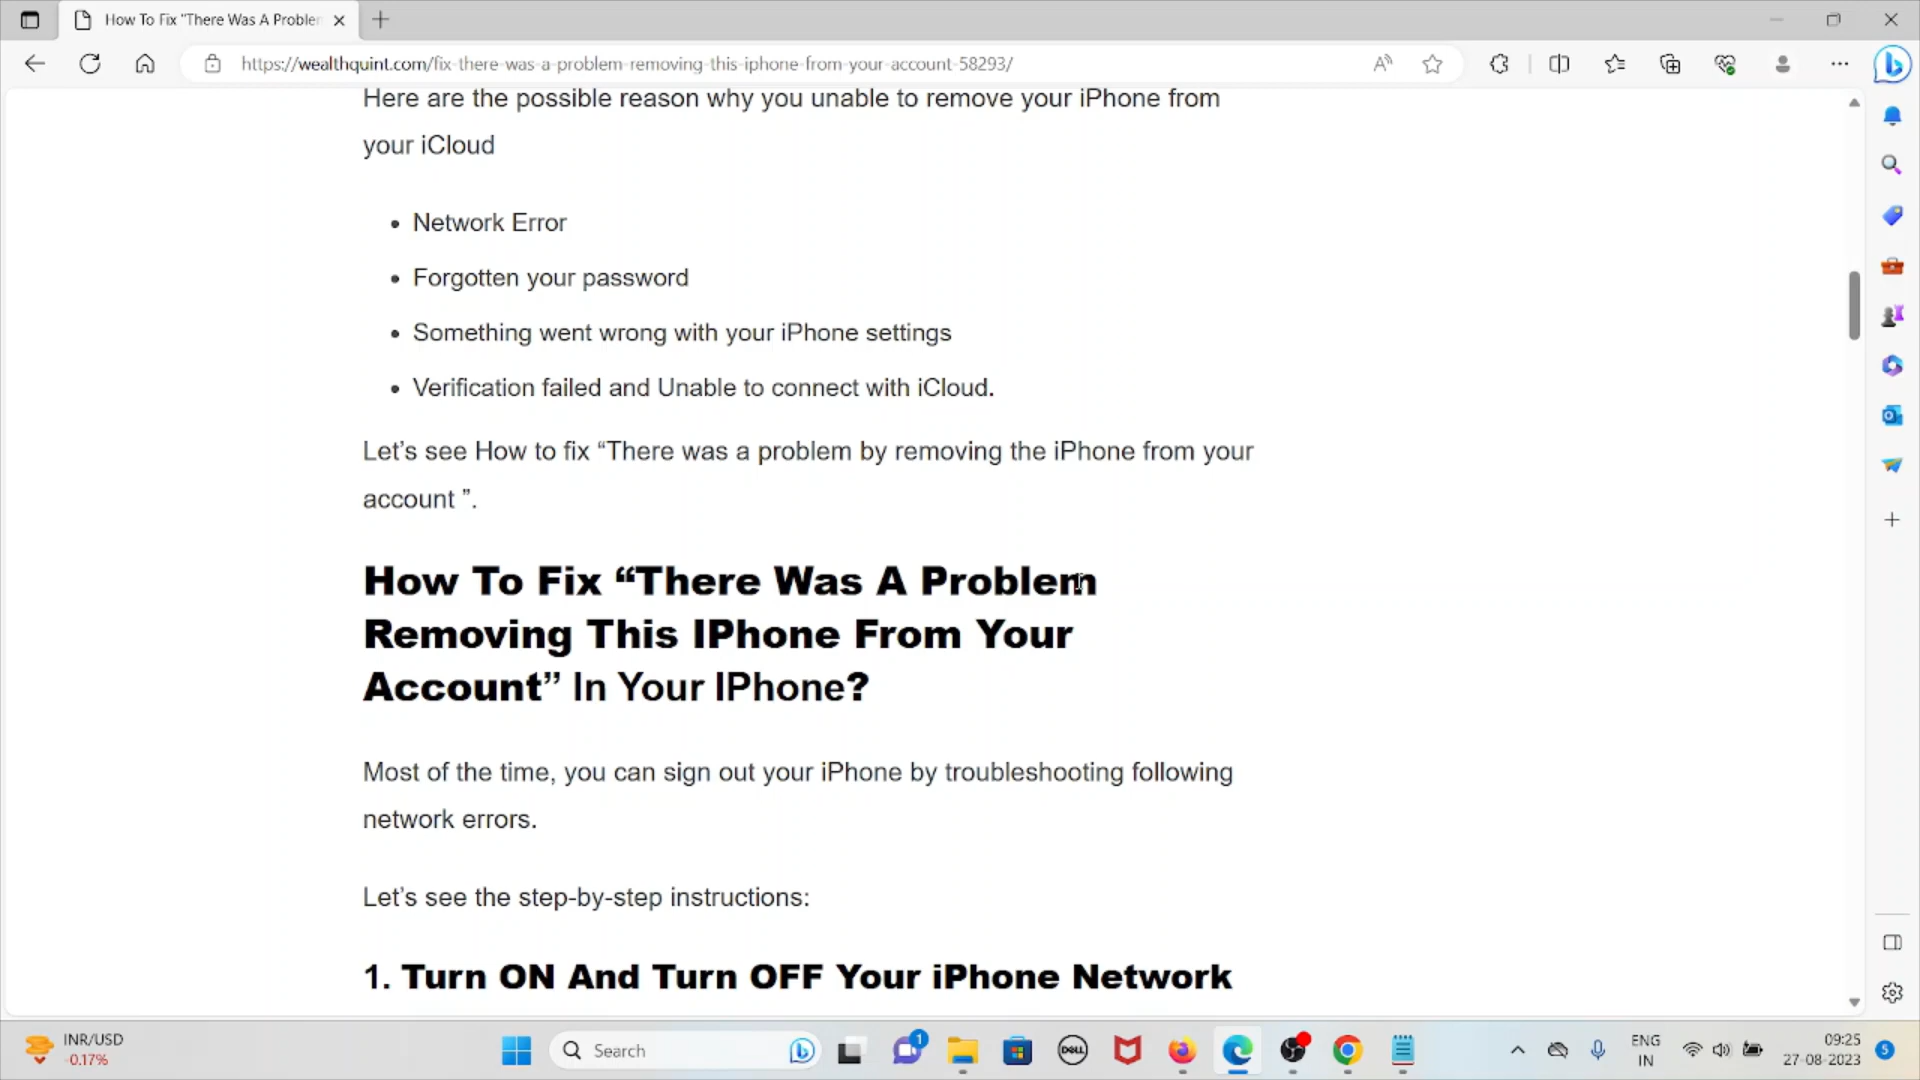 How To Fix "There Was A Probler
https://wealthquint.com/fix-there-was-a-problem-removing-this-iphone-from-your-account-58293/
Here are the possible reason why you unable to remove your iPhone from
your iCloud
• Network Error
• Forgotten your password
• Something went wrong with your iPhone settings
• Verification failed and Unable to connect with iCloud.
Let’s see How to fix “There was a problem by removing the iPhone from your
account ”.
How To Fix “There Was A Problem
Removing This IPhone From Your
Account” In Your IPhone?
Most of the time, you can sign out your iPhone by troubleshooting following
network errors.
Let’s see the step-by-step instructions:
1. Turn ON And Turn OFF Your iPhone Network
INR/USD
-0.17%
Search
1
DELL
ENG
IN
09:25
27-08-2023
5